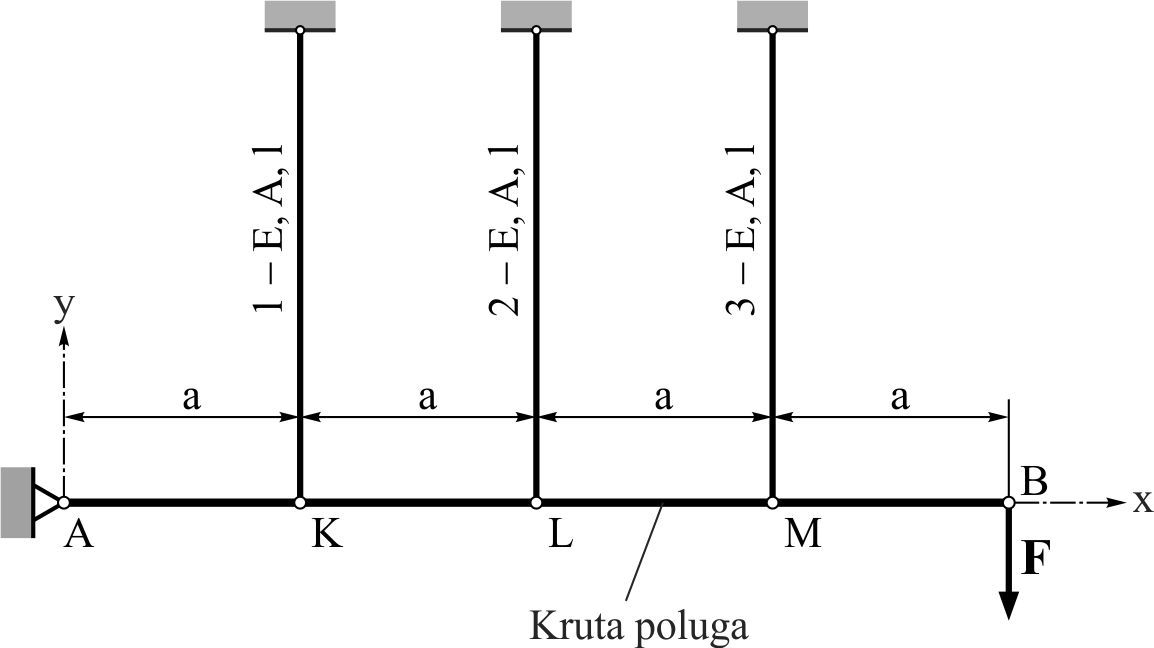 1 – E, A, l
2 – E, A, l
3 – E, A, l
y
a
a
a
a
B
x
A
K
L
M
F
Kruta poluga